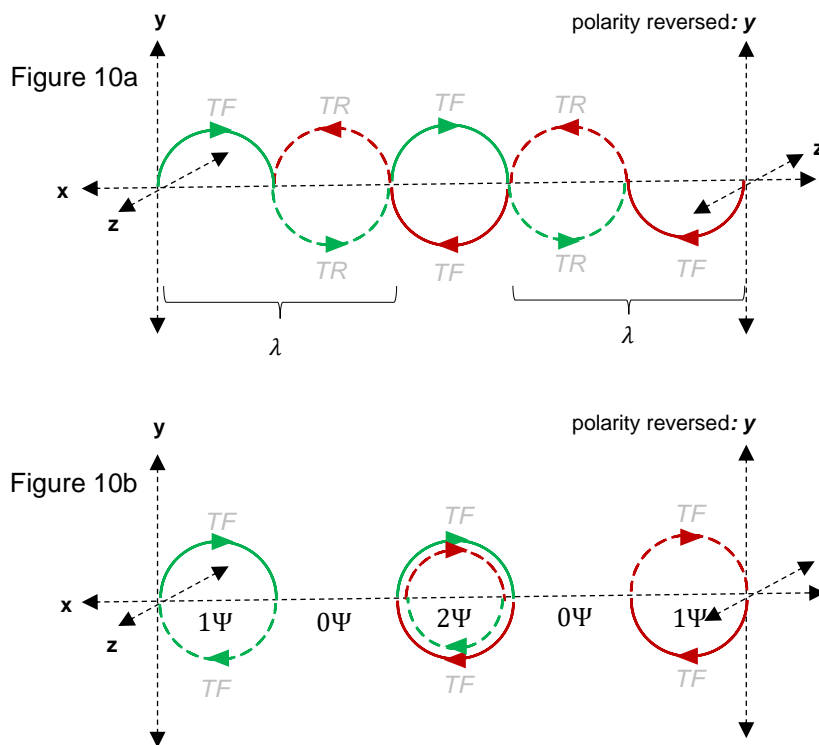 y
polarity reversed: y
Figure 10a
TF
TR
TF
TR
z
x
z
TR
TF
TR
TF
λ
λ
y
polarity reversed: y
Figure 10b
TF
TF
TF
x
1Ψ
0Ψ
2Ψ
0Ψ
1Ψ
z
TF
TF
TF